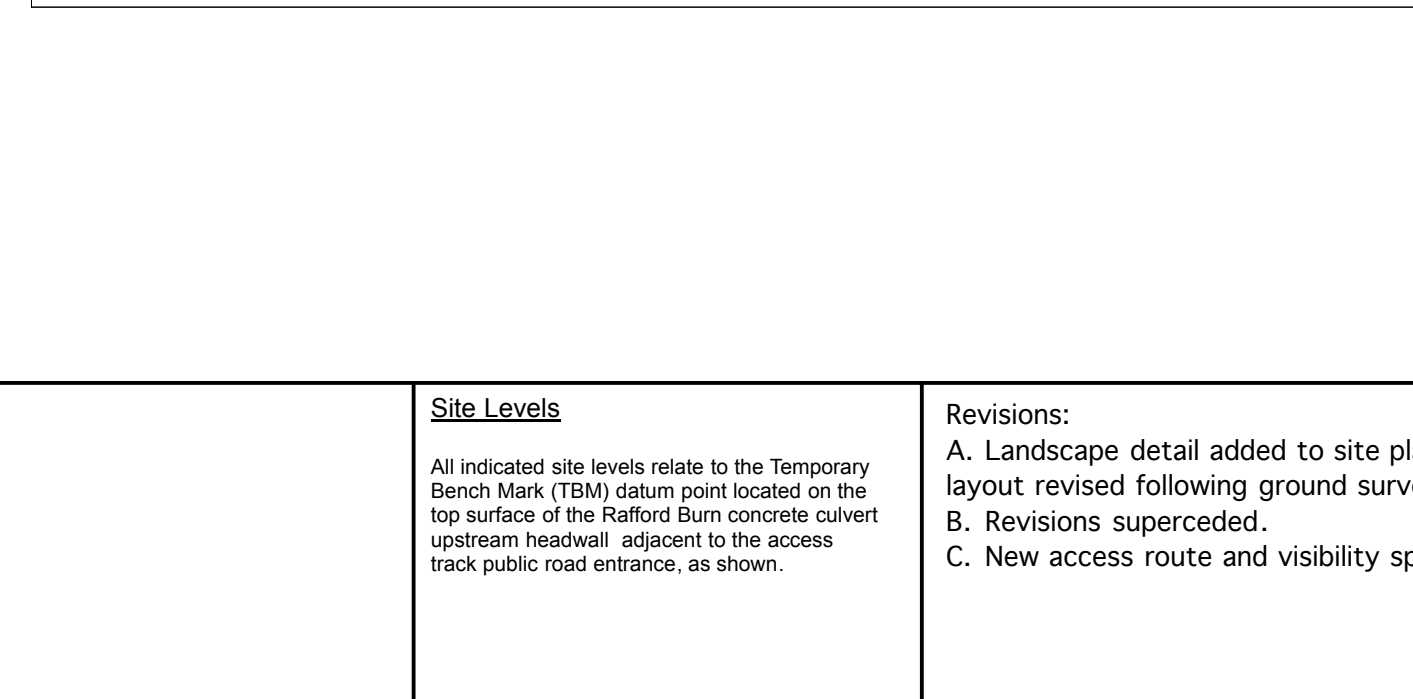 Site Levels
All indicated site levels relate to the Temporary
Bench Mark (TBM) datum point located on the
top surface of the Rafford Burn concrete culvert
upstream headwall  adjacent to the access
track public road entrance, as shown.
Revisions:
A. Landscape detail added to site
layout revised following ground
B. Revisions superceded.
C. New access route and visibility